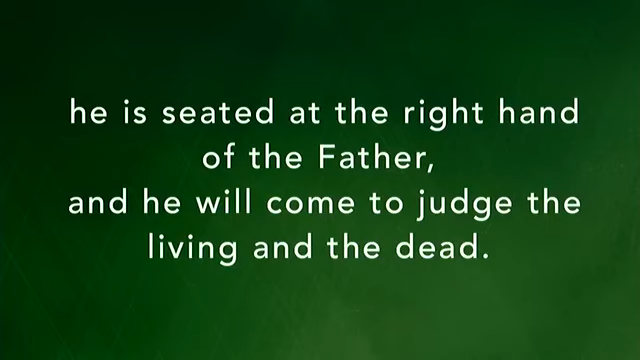 he is seated at the right hand
of the Father,
and he will come to judge the
living and the dead.